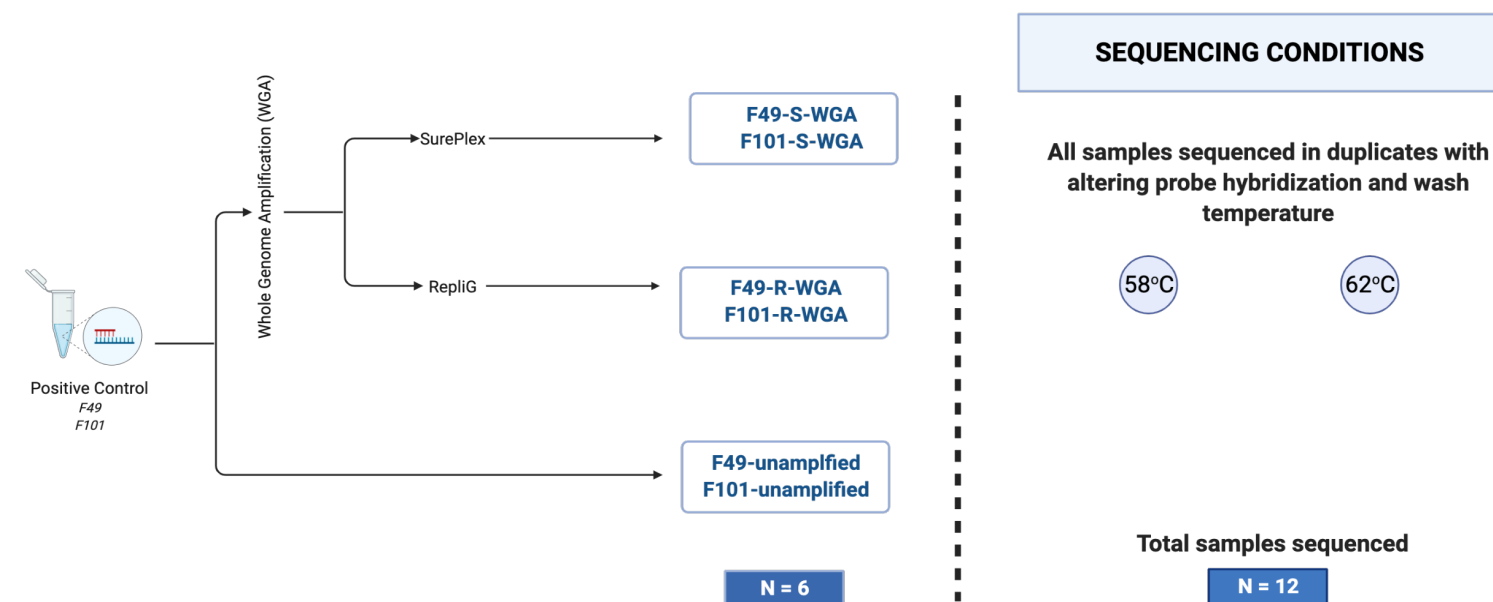 Whole Genome Amplification (WGA)
SurePlex
RepliG
Positive Control
F49
F101
F49-S-WGA
F101-S-WGA
F49-R-WGA
F101-R-WGA
F49-unamplfied
F101-unamplified
N = 6
SEQUENCING CONDITIONS
All samples sequenced in duplicates with
altering probe hybridization and wash
temperature
58°C
62°C
Total samples sequenced
N = 12